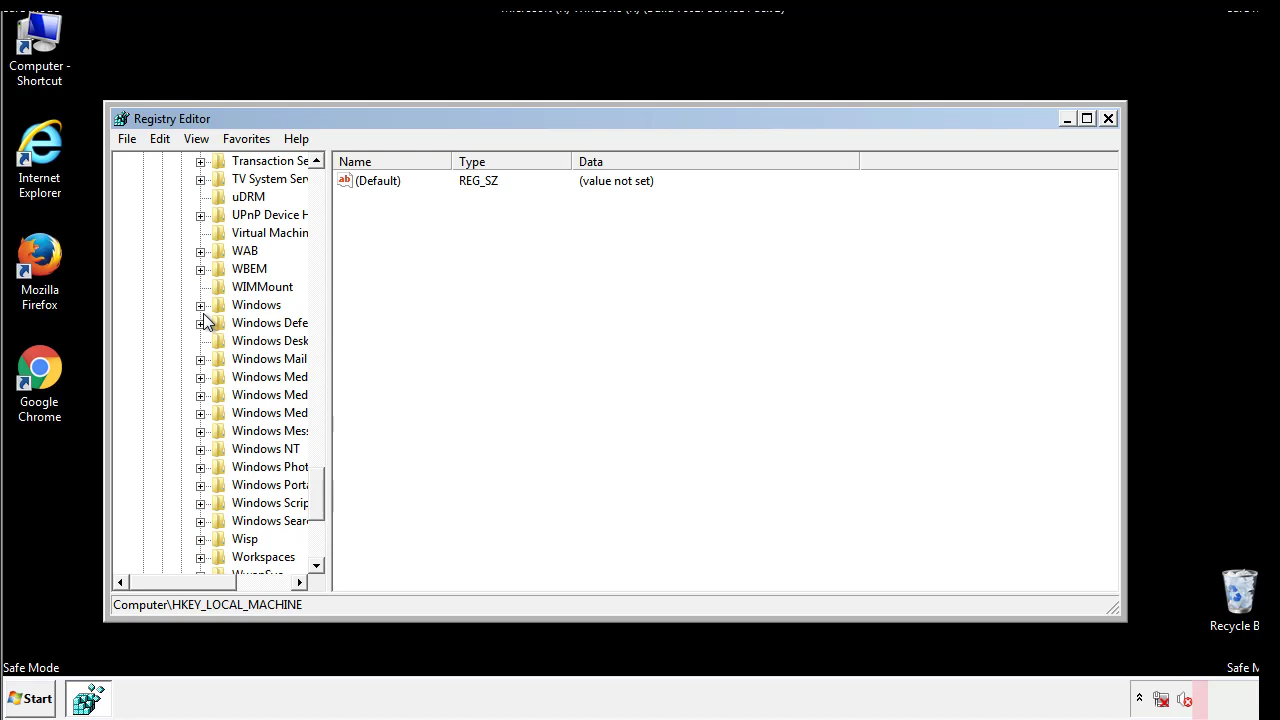 Computer -
Shortcut
Internet
Explorer
Mozilla
Firefox
Google
Chrome
Registry Editor
File Edit View Favorites Help
Transaction Se
TV System Serv
uDRM
UPnP Device H
Virtual Machin
WAB
WBEM
WIMMount
Windows
Windows Defe
Windows Desk
Windows Mail
Windows Med
Windows Med
Windows Med
Windows Mess
Windows NT
Windows Phot
Windows Porta
Windows Scrip
Windows Sear
Wisp
Workspaces
Name Type Data
(Default) REG_SZ (value not set)
Computer\HKEY_LOCAL_MACHINE
Recycle B
Safe Mode
Safe M
Start